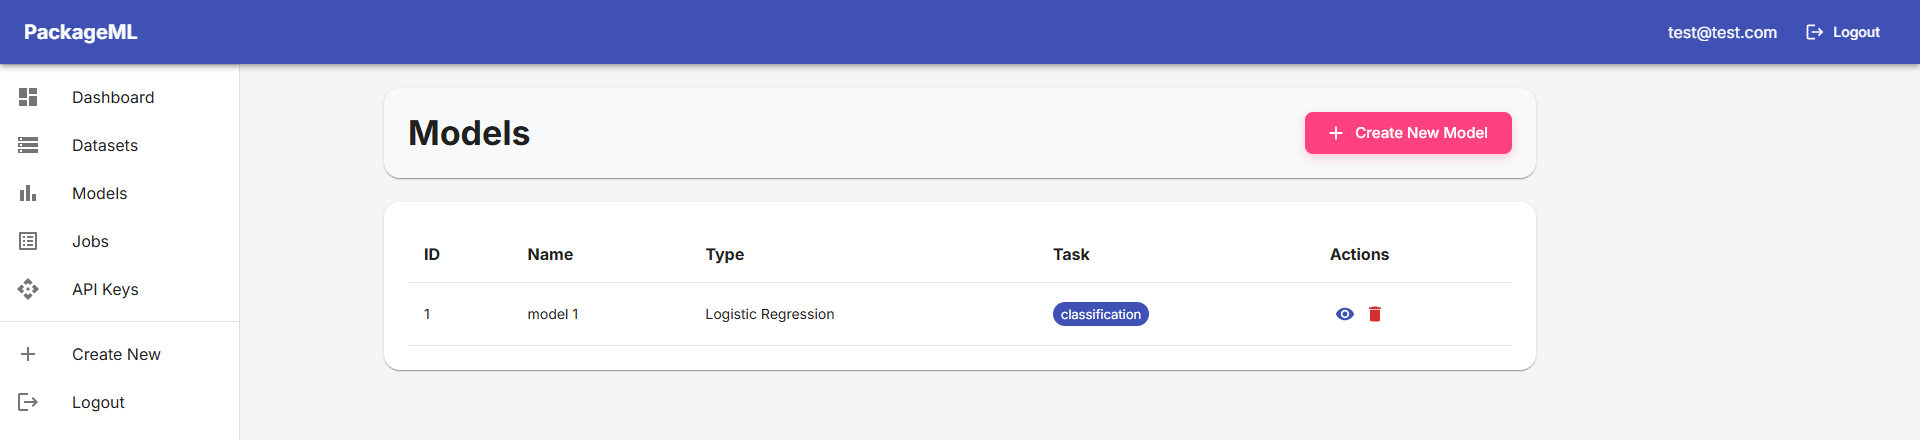 PackageML
test@test.com Logout
Dashboard
Datasets
Models
Jobs
API Keys
Create New
Logout
Models
Create New Model
ID Name Type Task Actions
1 model 1 Logistic Regression classification